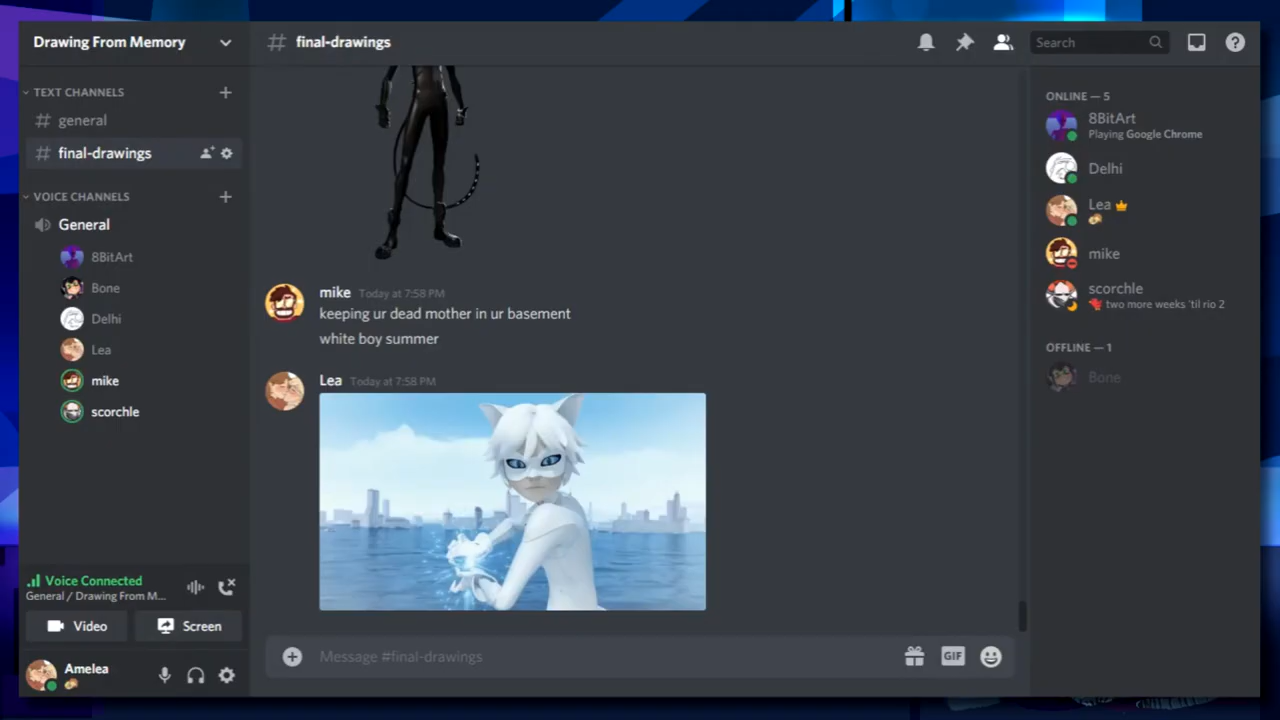 Drawing From Memory
final-drawings
Search
TEXT CHANNELS
general
final-drawings
VOICE CHANNELS
General
8BitArt
Bone
Delhi
Lea
mike
scorchle
Voice Connected
General / Drawing From M...
Video
Screen
Amelea
mike Today at 7:58 PM
keeping ur dead mother in ur basement
white boy summer
Lea Today at 7:58 PM
Message #final-drawings
GIF
ONLINE — 5
8BitArt
Playing Google Chrome
Delhi
Lea
mike
scorchle
two more weeks 'til rio 2
OFFLINE — 1
Bone